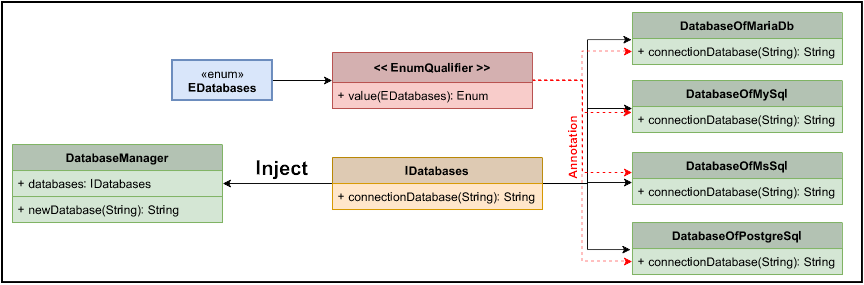 «enum»
EDatabases
<< EnumQualifier >>
+ value(EDatabases): Enum
DatabaseManager
+ databases: IDatabases
+ newDatabase(String): String
Inject
IDatabases
+ connectionDatabase(String): String
Annotation
DatabaseOfMariaDb
+ connectionDatabase(String): String
DatabaseOfMySql
+ connectionDatabase(String): String
DatabaseOfMsSql
+ connectionDatabase(String): String
DatabaseOfPostgreSql
+ connectionDatabase(String): String